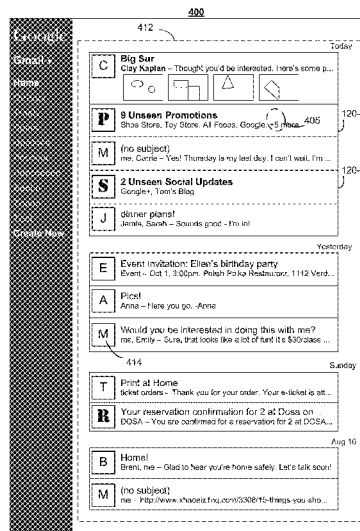 400
412
Google
Gmail
Today
C
Big Sur
Clay Kaplan – Thought you'd be interested. Here's some p...
P
9 Unseen Promotions
Shoe Store, Toy Store, All Foods, Google, +5 more
405
120-
M
(no subject)
me, Carrie – Yes! Thursday is my last day. I can't wait. I'm ...
S
2 Unseen Social Updates
Google+, Tom's Blog
120-
J
dinner plans!
Jamie, Sarah – Sounds good - I'm in!
Yesterday
E
Event Invitation: Ellen's birthday party
Event - Oct 1, 3:00pm. Polish Polka Restaurant, 1112 Verd...
A
Pics!
Anna – Here you go. -Anna
M
Would you be interested in doing this with me?
me, Emily – Sure, that looks like a lot of fun! it's $30/class ...
414
Sunday
T
Print at Home
ticket orders – Thank you for your order. Your e-ticket is att...
R
Your reservation confirmation for 2 at Dosa on ...
DOSA – You are confirmed for a reservation for 2 at DOSA...
Aug 16
B
Home!
Brent, me – Glad to hear you're home safely. Let's talk soon!
M
(no subject)
me –
Create New